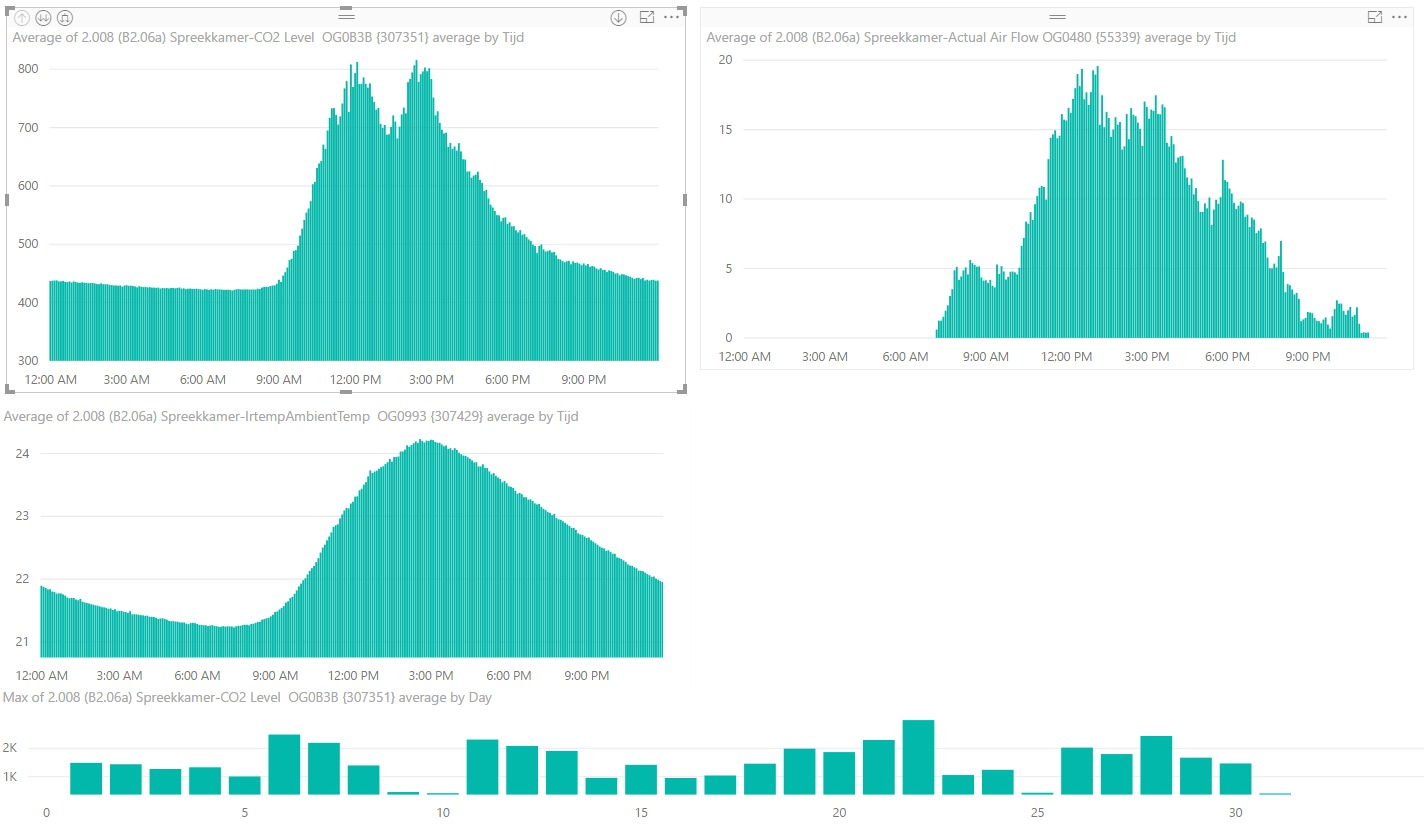 Average of 2.008 (B2.06a) Spreekkamer-CO2 Level  OG0B3B {307351} average by Tijd
800
700
600
500
400
300
12:00 AM 3:00 AM 6:00 AM 9:00 AM 12:00 PM 3:00 PM 6:00 PM 9:00 PM
Average of 2.008 (B2.06a) Spreekkamer-Actual Air Flow OG0480 {55339} average by Tijd
20
15
10
5
0
12:00 AM 3:00 AM 6:00 AM 9:00 AM 12:00 PM 3:00 PM 6:00 PM 9:00 PM
Average of 2.008 (B2.06a) Spreekkamer-IrtempAmbientTemp  OG0993 {307429} average by Tijd
24
23
22
21
12:00 AM 3:00 AM 6:00 AM 9:00 AM 12:00 PM 3:00 PM 6:00 PM 9:00 PM
Max of 2.008 (B2.06a) Spreekkamer-CO2 Level  OG0B3B {307351} average by Day
2K
1K
0 5 10 15 20 25 30